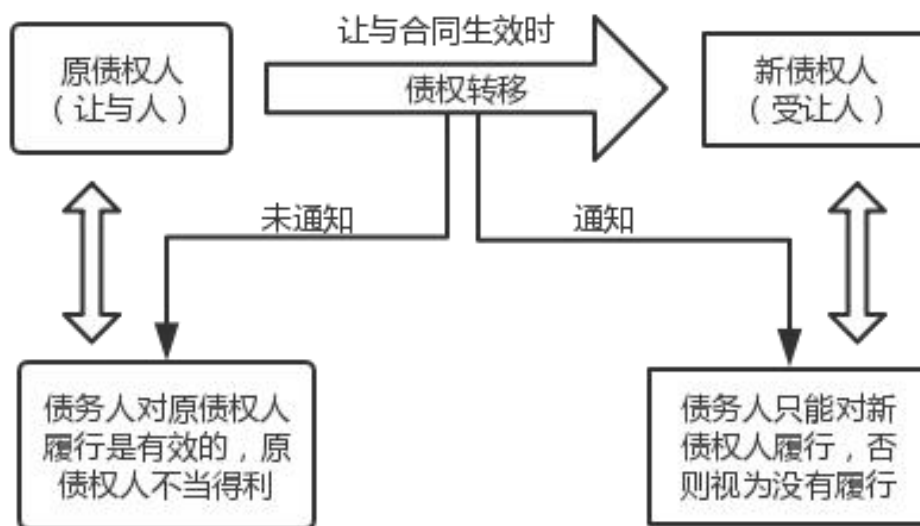 原债权人
（让与人）
让与合同生效时
债权转移
新债权人
（受让人）
未通知
通知
债务人对原债权人
履行是有效的，原
债权人不当得利
债务人只能对新
债权人履行，否
则视为没有履行